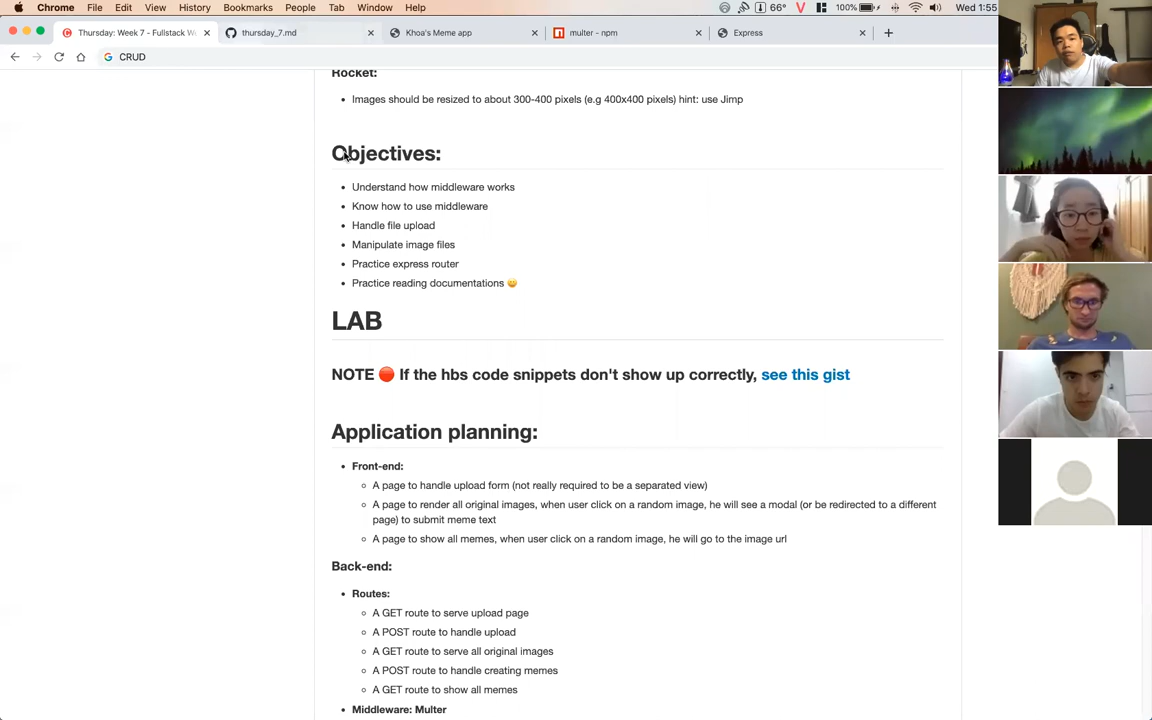 Chrome File Edit View History Bookmarks People Tab Window Help 66° 100% Wed 1:55
Thursday: Week 7 - Fullstack W thursday_7.md Khoa's Meme app multer - npm Express
CRUD
Rocket:
Images should be resized to about 300-400 pixels (e.g 400x400 pixels) hint: use Jimp
Objectives:
Understand how middleware works
Know how to use middleware
Handle file upload
Manipulate image files
Practice express router
Practice reading documentations 😀
LAB
NOTE 🔴 If the hbs code snippets don't show up correctly, see this gist
Application planning:
Front-end:
A page to handle upload form (not really required to be a separated view)
A page to render all original images, when user click on a random image, he will see a modal (or be redirected to a different
page) to submit meme text
A page to show all memes, when user click on a random image, he will go to the image url
Back-end:
Routes:
A GET route to serve upload page
A POST route to handle upload
A GET route to serve all original images
A POST route to handle creating memes
A GET route to show all memes
Middleware: Multer